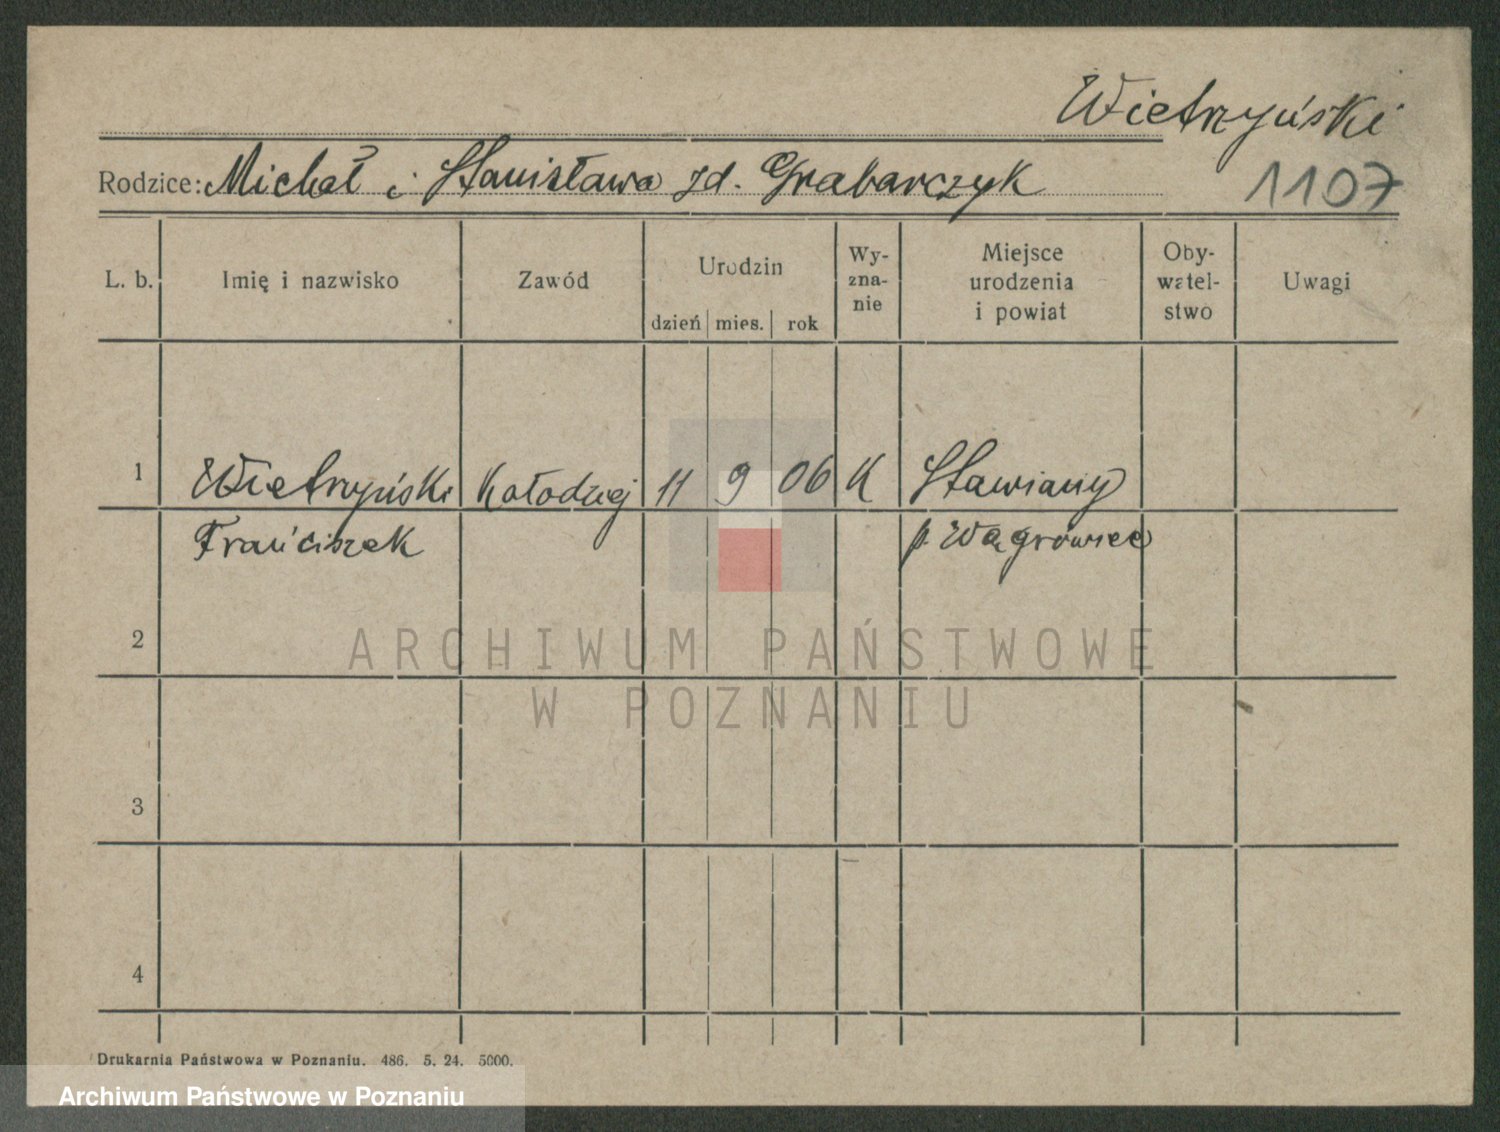 Wietrzyński
Rodzice: Michał i Stanisława zd. Grabarczyk
1107
L. b.
Imię i nazwisko
Zawód
Urodzin
dzień mies. rok
Wy-
zna-
nie
Miejsce
urodzenia
i powiat
Oby-
watel-
stwo
Uwagi
1 Wietrzyński Kołodziej 11 9 06 K Stawiany
Franciszek p. Wągrowiec
2
ARCHIWUM PAŃSTWOWE
W POZNANIU
3
4
Drukarnia Państwowa w Poznaniu. 486. 5. 24. 5000.
Archiwum Państwowe w Poznaniu